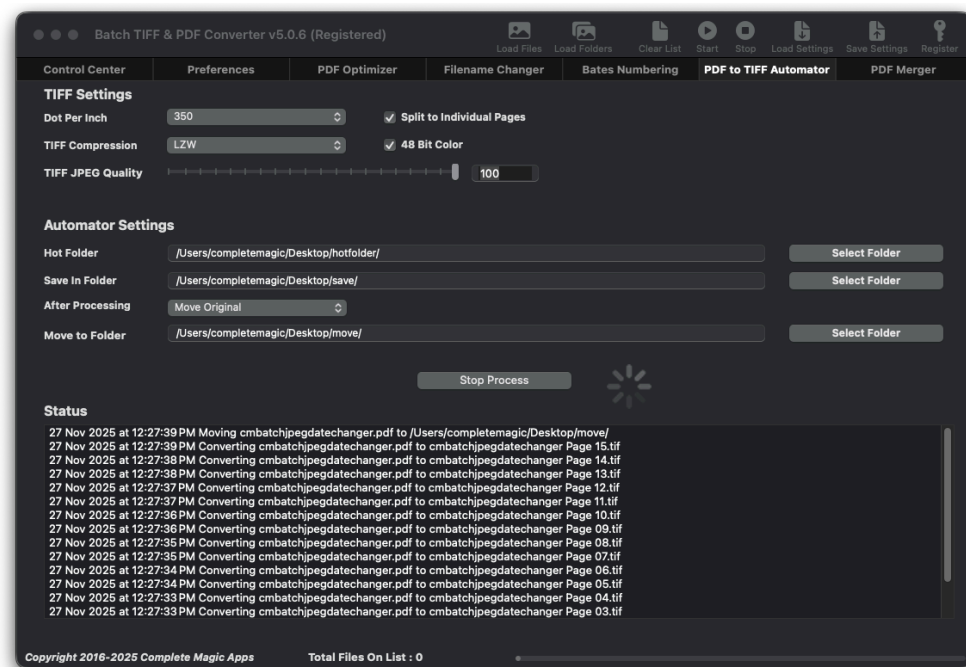 Batch TIFF & PDF Converter v5.0.6 (Registered)
Load Files Load Folders Clear List Start Stop Load Settings Save Settings Register
Control Center Preferences PDF Optimizer Filename Changer Bates Numbering PDF to TIFF Automator PDF Merger
TIFF Settings
Dot Per Inch 350 Split to Individual Pages
TIFF Compression LZW 48 Bit Color
TIFF JPEG Quality 100
Automator Settings
Hot Folder /Users/completemagic/Desktop/hotfolder/ Select Folder
Save In Folder /Users/completemagic/Desktop/save/ Select Folder
After Processing Move Original
Move to Folder /Users/completemagic/Desktop/move/ Select Folder
Stop Process
Status
27 Nov 2025 at 12:27:39 PM Moving cmbatchjpegdatechanger.pdf to /Users/completemagic/Desktop/move/
27 Nov 2025 at 12:27:39 PM Converting cmbatchjpegdatechanger.pdf to cmbatchjpegdatechanger Page 15.tif
27 Nov 2025 at 12:27:38 PM Converting cmbatchjpegdatechanger.pdf to cmbatchjpegdatechanger Page 14.tif
27 Nov 2025 at 12:27:38 PM Converting cmbatchjpegdatechanger.pdf to cmbatchjpegdatechanger Page 13.tif
27 Nov 2025 at 12:27:37 PM Converting cmbatchjpegdatechanger.pdf to cmbatchjpegdatechanger Page 12.tif
27 Nov 2025 at 12:27:37 PM Converting cmbatchjpegdatechanger.pdf to cmbatchjpegdatechanger Page 11.tif
27 Nov 2025 at 12:27:36 PM Converting cmbatchjpegdatechanger.pdf to cmbatchjpegdatechanger Page 10.tif
27 Nov 2025 at 12:27:36 PM Converting cmbatchjpegdatechanger.pdf to cmbatchjpegdatechanger Page 09.tif
27 Nov 2025 at 12:27:35 PM Converting cmbatchjpegdatechanger.pdf to cmbatchjpegdatechanger Page 08.tif
27 Nov 2025 at 12:27:35 PM Converting cmbatchjpegdatechanger.pdf to cmbatchjpegdatechanger Page 07.tif
27 Nov 2025 at 12:27:34 PM Converting cmbatchjpegdatechanger.pdf to cmbatchjpegdatechanger Page 06.tif
27 Nov 2025 at 12:27:34 PM Converting cmbatchjpegdatechanger.pdf to cmbatchjpegdatechanger Page 05.tif
27 Nov 2025 at 12:27:33 PM Converting cmbatchjpegdatechanger.pdf to cmbatchjpegdatechanger Page 04.tif
27 Nov 2025 at 12:27:33 PM Converting cmbatchjpegdatechanger.pdf to cmbatchjpegdatechanger Page 03.tif
Copyright 2016-2025 Complete Magic Apps Total Files On List : 0